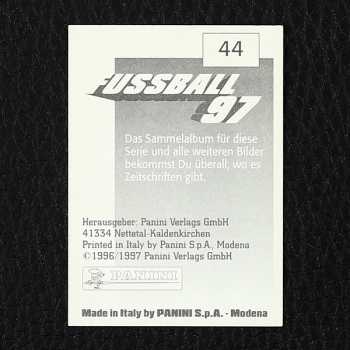 44
FUSSBALL
97
Das Sammelalbum für diese
Serie und alle weiteren Bilder
bekommst Du überall, wo es
Zeitschriften gibt.
Herausgeber: Panini Verlags GmbH
41334 Nettetal-Kaldenkirchen
Printed in Italy by Panini S.p.A., Modena
©1996/1997 Panini Verlags GmbH
PANINI
Made in Italy by PANINI S.p.A. - Modena